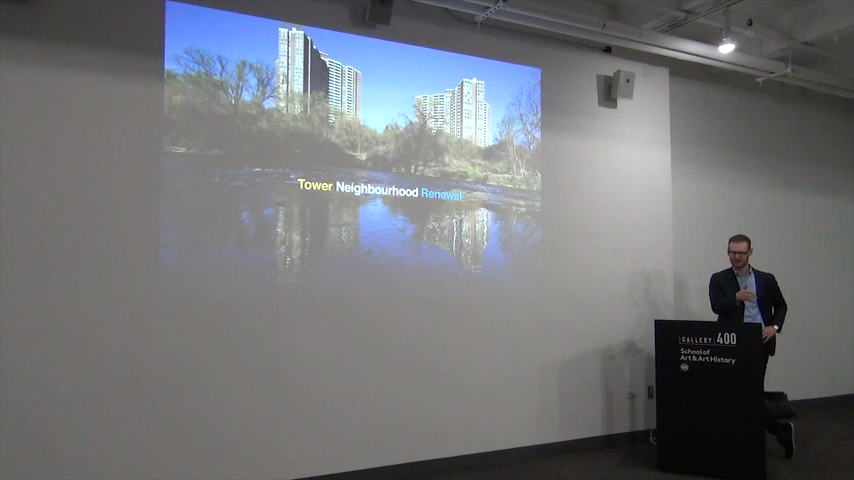 Tower Neighbourhood Renewal
GALLERY 400
School of
Art & Art History